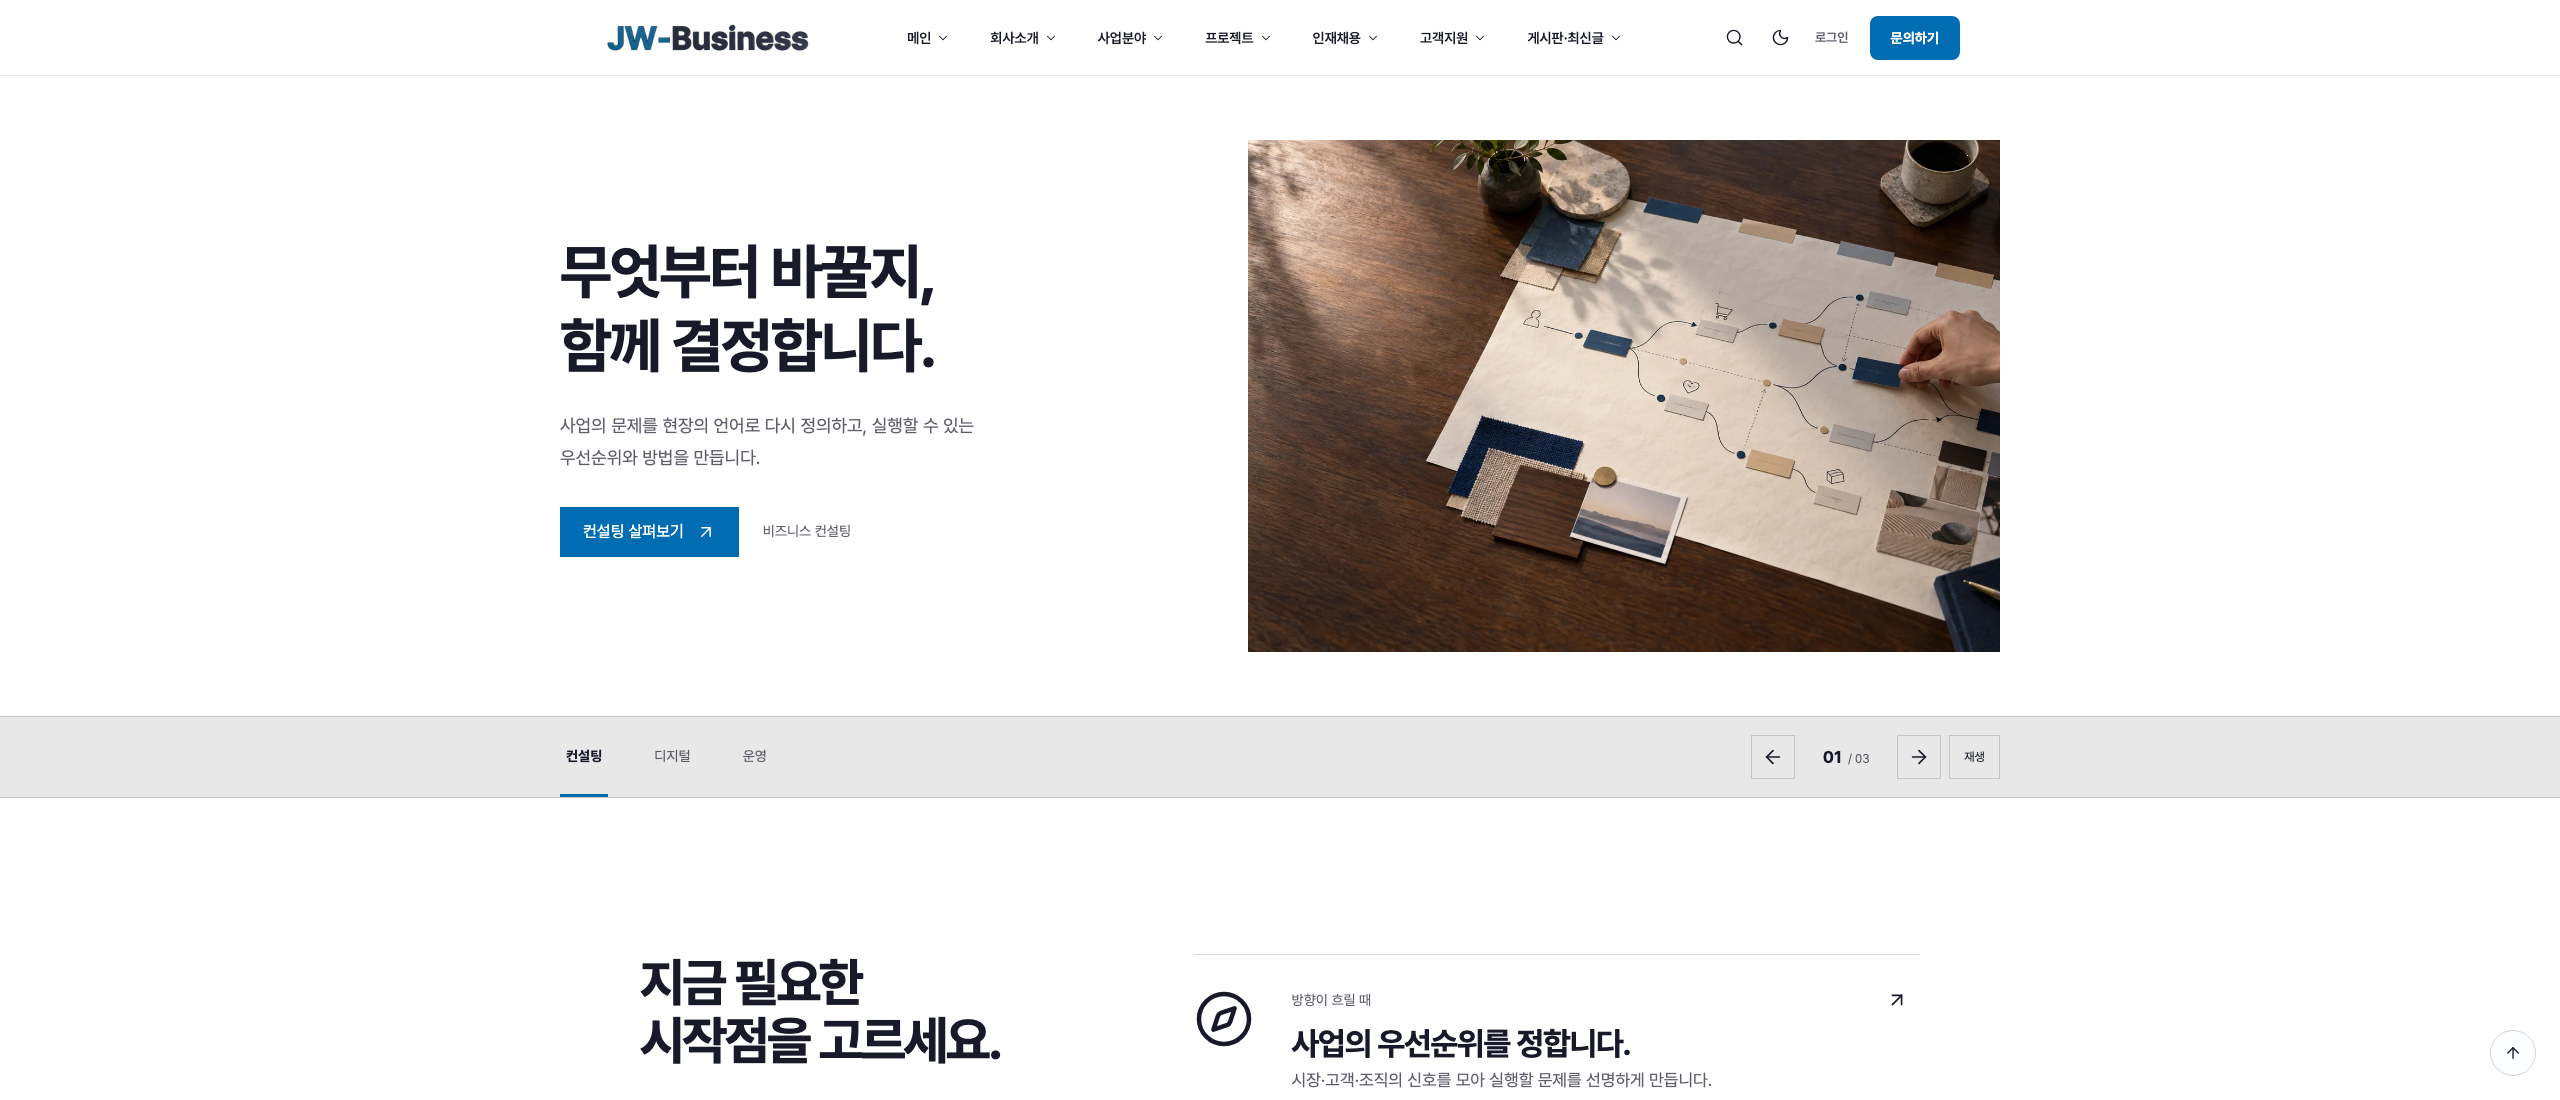 JW-Business
메인
회사소개
사업분야
프로젝트
인재채용
고객지원
게시판·최신글
로그인
문의하기
무엇부터 바꿀지,
함께 결정합니다.
사업의 문제를 현장의 언어로 다시 정의하고, 실행할 수 있는
우선순위와 방법을 만듭니다.
컨설팅 살펴보기
비즈니스 컨설팅
컨설팅
디지털
운영
01 / 03
재생
지금 필요한
시작점을 고르세요.
방향이 흐릴 때
사업의 우선순위를 정합니다.
시장·고객·조직의 신호를 모아 실행할 문제를 선명하게 만듭니다.